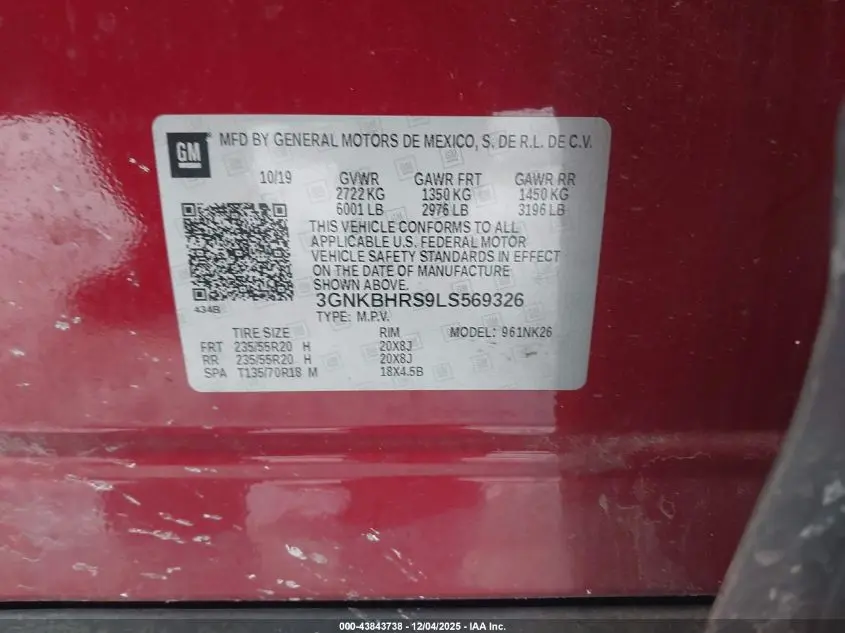 GM
MFD BY GENERAL MOTORS DE MEXICO, S. DE R.L. DE C.V.
10/19 GVWR GAWR FRT GAWR RR
2722 KG 1350 KG 1450 KG
6001 LB 2976 LB 3196 LB
THIS VEHICLE CONFORMS TO ALL
APPLICABLE U.S. FEDERAL MOTOR
VEHICLE SAFETY STANDARDS IN EFFECT
ON THE DATE OF MANUFACTURE
SHOWN ABOVE.
434B 3GNKBHRS9LS569326
TYPE: M.P.V.
TIRE SIZE RIM MODEL: 961NK26
FRT 235/55R20 H 20X8J
RR 235/55R20 H 20X8J
SPA T135/70R18 M 18X4.5B
000-43843738 - 12/04/2025 - IAA Inc.